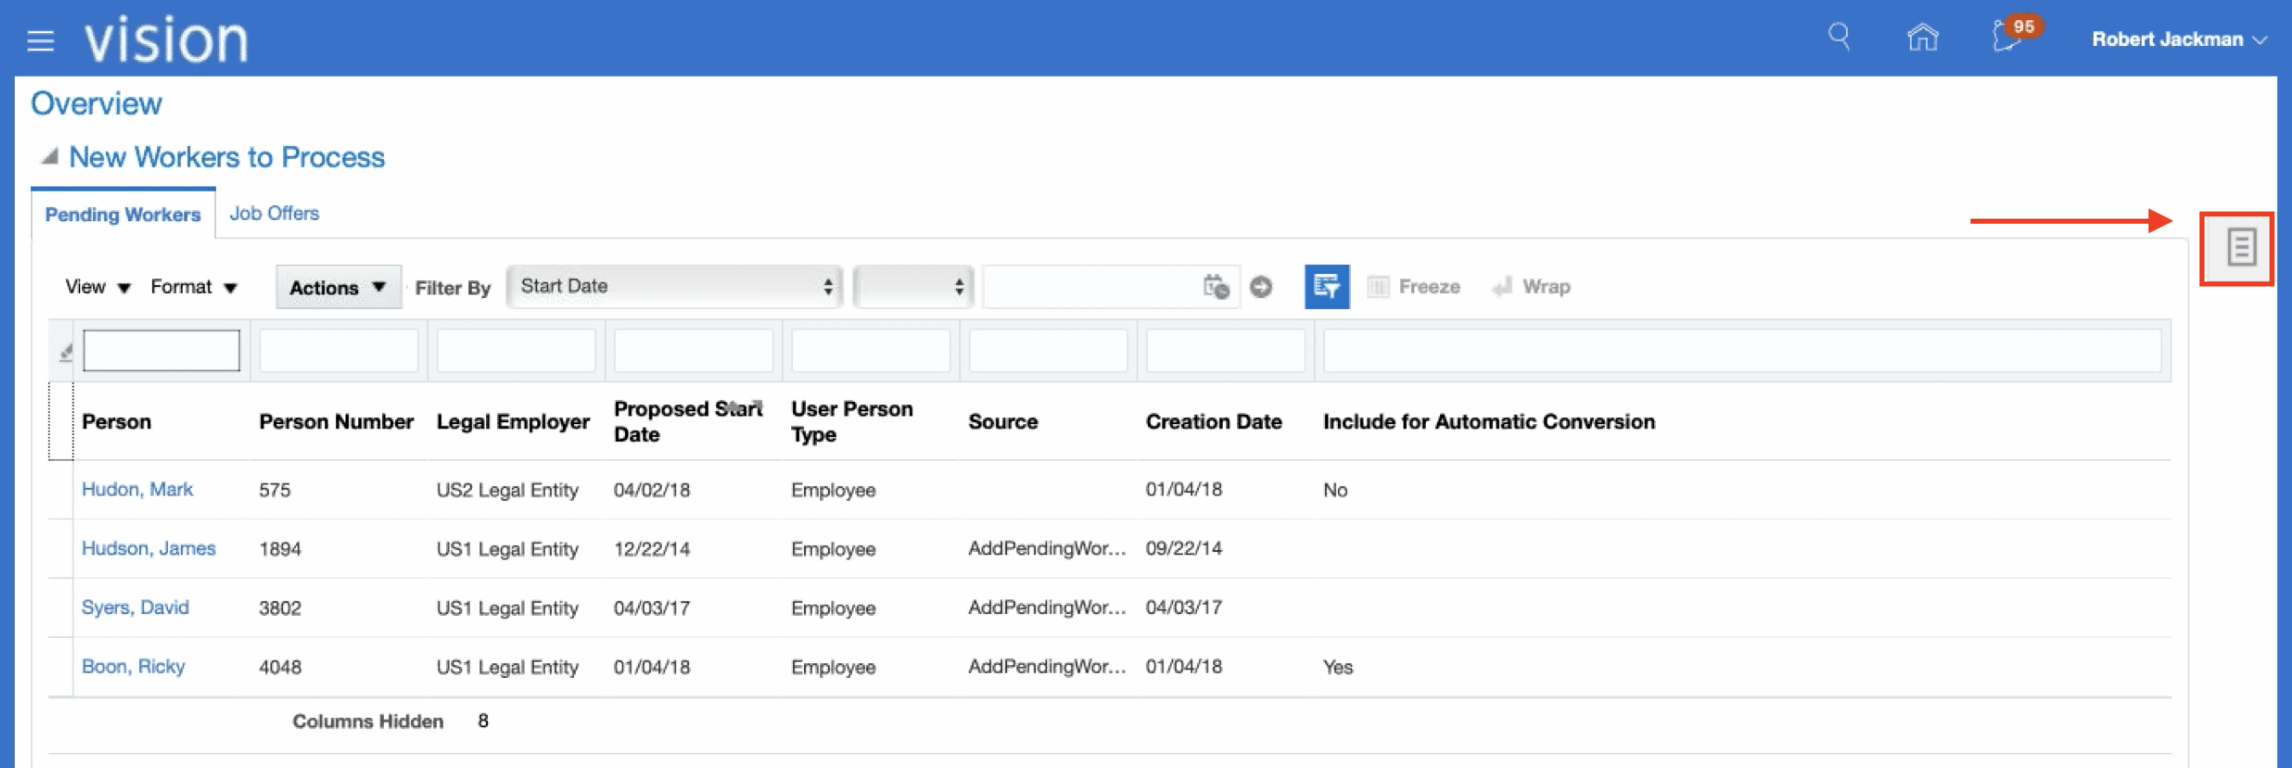 vision
95
Robert Jackman
Overview
New Workers to Process
Pending Workers Job Offers
View Format Actions Filter By Start Date Freeze Wrap
Person Person Number Legal Employer Proposed Start Date User Person Type Source Creation Date Include for Automatic Conversion
Hudon, Mark 575 US2 Legal Entity 04/02/18 Employee 01/04/18 No
Hudson, James 1894 US1 Legal Entity 12/22/14 Employee AddPendingWor... 09/22/14
Syers, David 3802 US1 Legal Entity 04/03/17 Employee AddPendingWor... 04/03/17
Boon, Ricky 4048 US1 Legal Entity 01/04/18 Employee AddPendingWor... 01/04/18 Yes
Columns Hidden 8